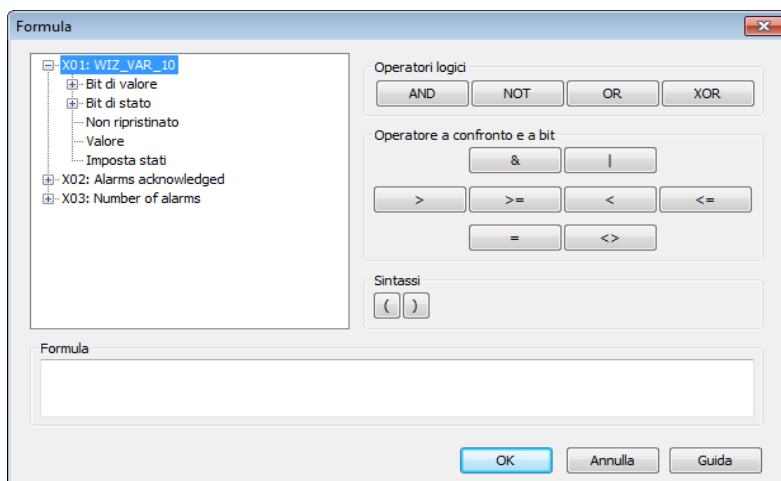 Formula
X01: WIZ_VAR_10
Bit di valore
Bit di stato
Non ripristinato
Valore
Imposta stati
X02: Alarms acknowledged
X03: Number of alarms
Operatori logici
AND NOT OR XOR
Operatore a confronto e a bit
& |
> >= < <=
= <>
Sintassi
( )
Formula
OK Annulla Guida